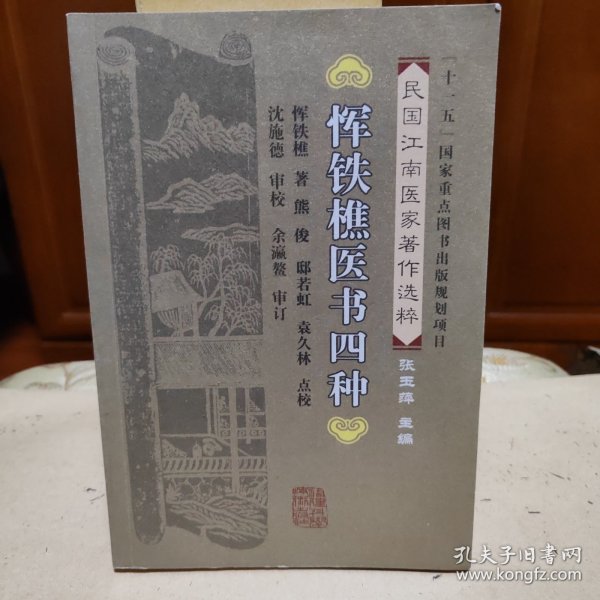 「十一五」国家重点图书出版规划项目
民国江南医家著作选粹
张玉萍 主编
恽铁樵医书四种
恽铁樵 著 熊俊 邸若虹 袁久林 点校
沈施德 审校 余瀛鳌 审订
孔夫子旧书网
www.kongfz.com